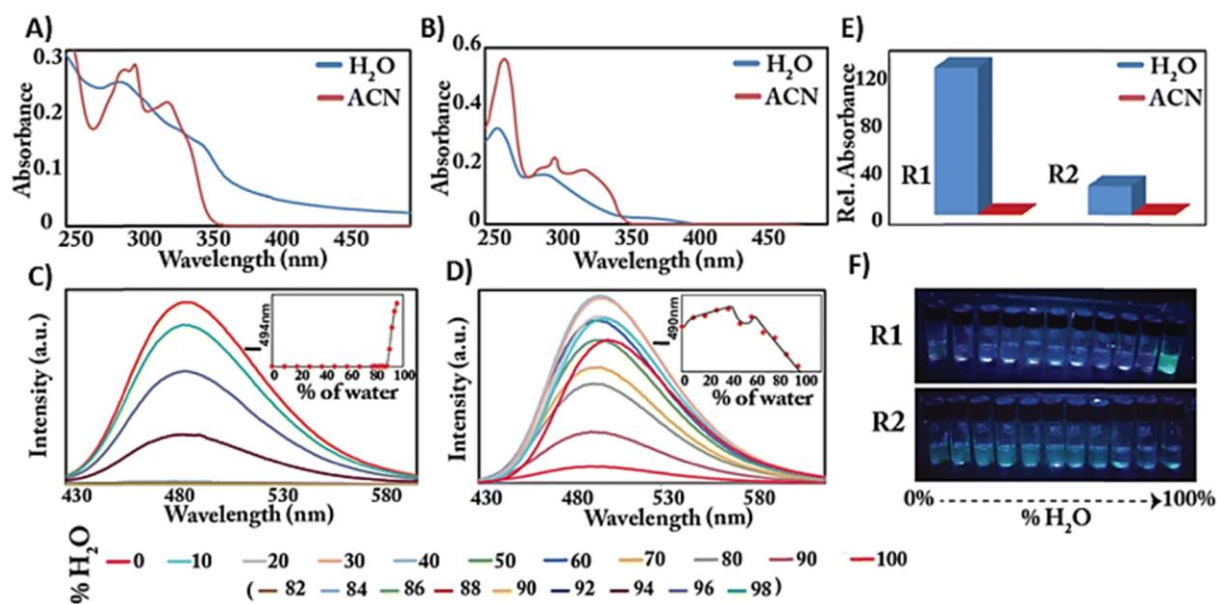 A)
0.3
0.2
0.1
0
Absorbance
H₂O
ACN
250 300 350 400 450
Wavelength (nm)
B)
0.6
0.4
0.2
0
Absorbance
H₂O
ACN
250 300 350 400 450
Wavelength (nm)
E)
120
80
40
0
Rel. Absorbance
H₂O
ACN
R1
R2
C)
Intensity (a.u.)
I494nm
0 20 40 60 80 100
% of water
430 480 530 580
Wavelength (nm)
D)
Intensity (a.u.)
I490nm
0 20 40 60 80 100
% of water
430 480 530 580
Wavelength (nm)
F)
R1
R2
0% 100%
% H₂O
% H₂O
0 10 20 30 40 50 60 70 80 90 100
( 82 84 86 88 90 92 94 96 98 )